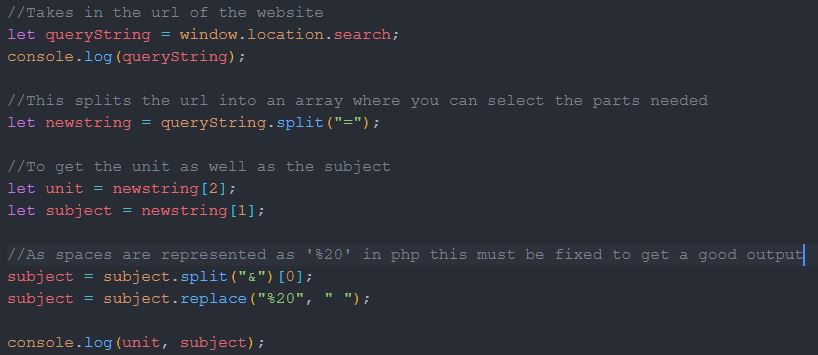 //Takes in the url of the website
let queryString = window.location.search;
console.log(queryString);
//This splits the url into an array where you can select the parts needed
let newstring = queryString.split("=");
//To get the unit as well as the subject
let unit = newstring[2];
let subject = newstring[1];
//As spaces are represented as '%20' in php this must be fixed to get a good output
subject = subject.split("&")[0];
subject = subject.replace("%20", " ");
console.log(unit, subject);